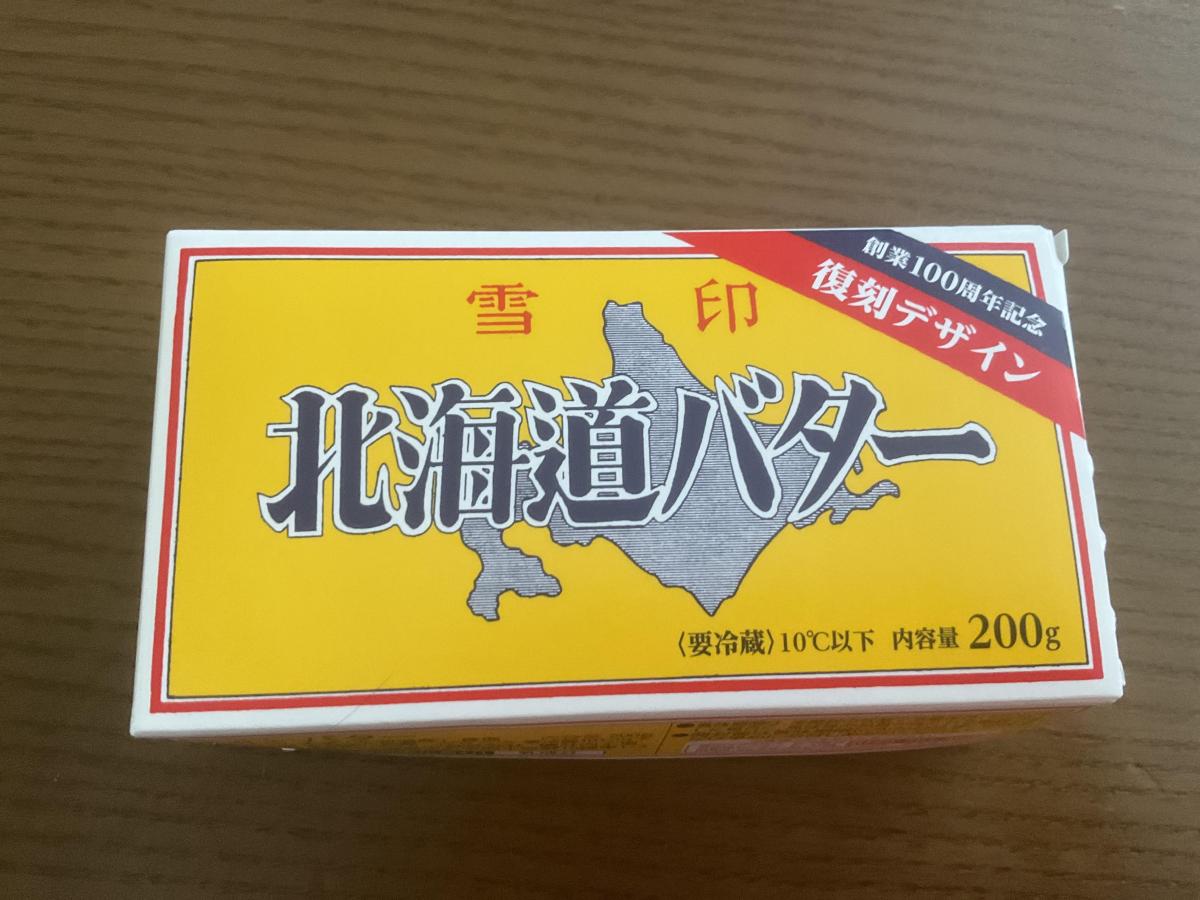 創業100周年記念
復刻デザイン
雪印
北海道バター
〈要冷蔵〉10℃以下 内容量 200g